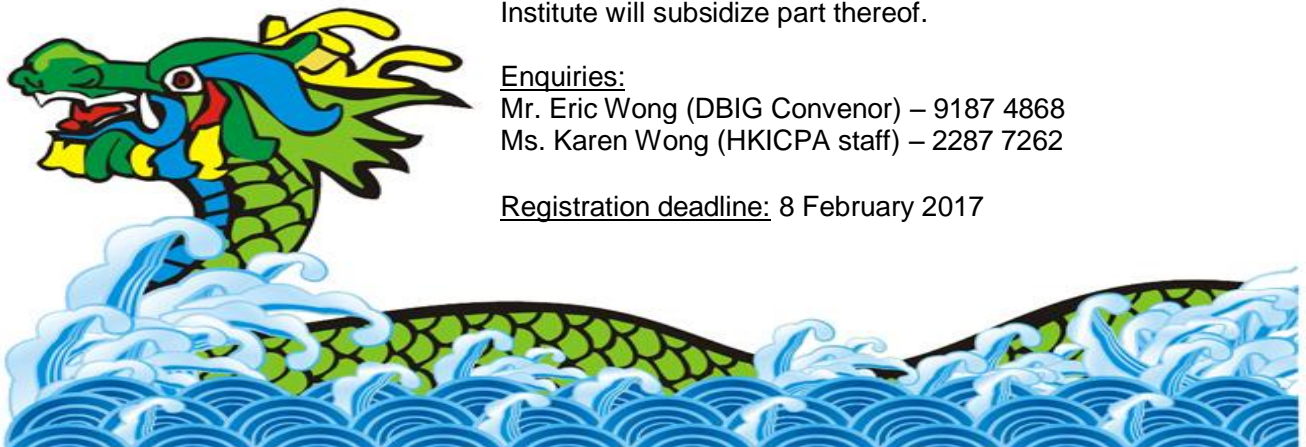 Institute will subsidize part thereof.
Enquiries:
Mr. Eric Wong (DBIG Convenor) – 9187 4868
Ms. Karen Wong (HKICPA staff) – 2287 7262
Registration deadline: 8 February 2017